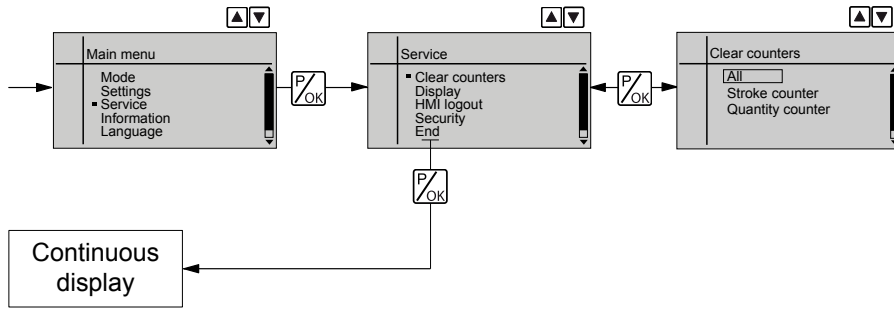 Main menu
Mode
Settings
Service
Information
Language
P/OK
Service
Clear counters
Display
HMI logout
Security
End
P/OK
Clear counters
All
Stroke counter
Quantity counter
P/OK
Continuous
display